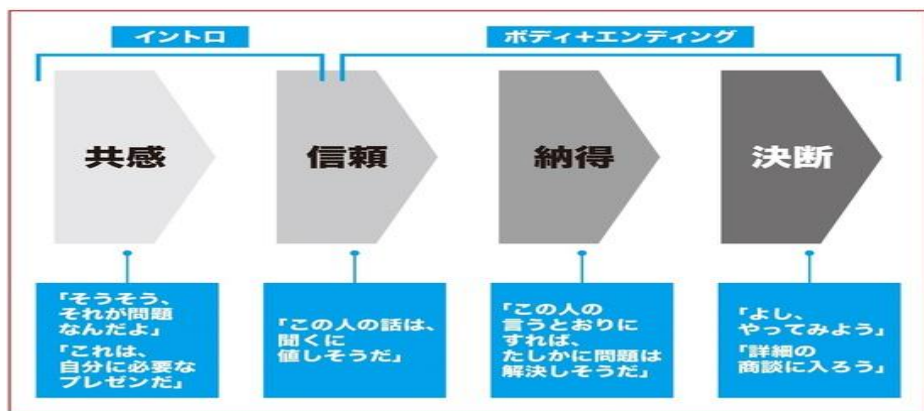 イントロ
ボディ+エンディング
共感
信頼
納得
決断
「そうそう、
それが問題
なんだよ」
「これは、
自分に必要な
プレゼンだ」
「この人の話は、
聞くに
値しそうだ」
「この人の
言うとおりに
すれば、
たしかに問題は
解決しそうだ」
「よし、
やってみよう」
「詳細の
商談に入ろう」